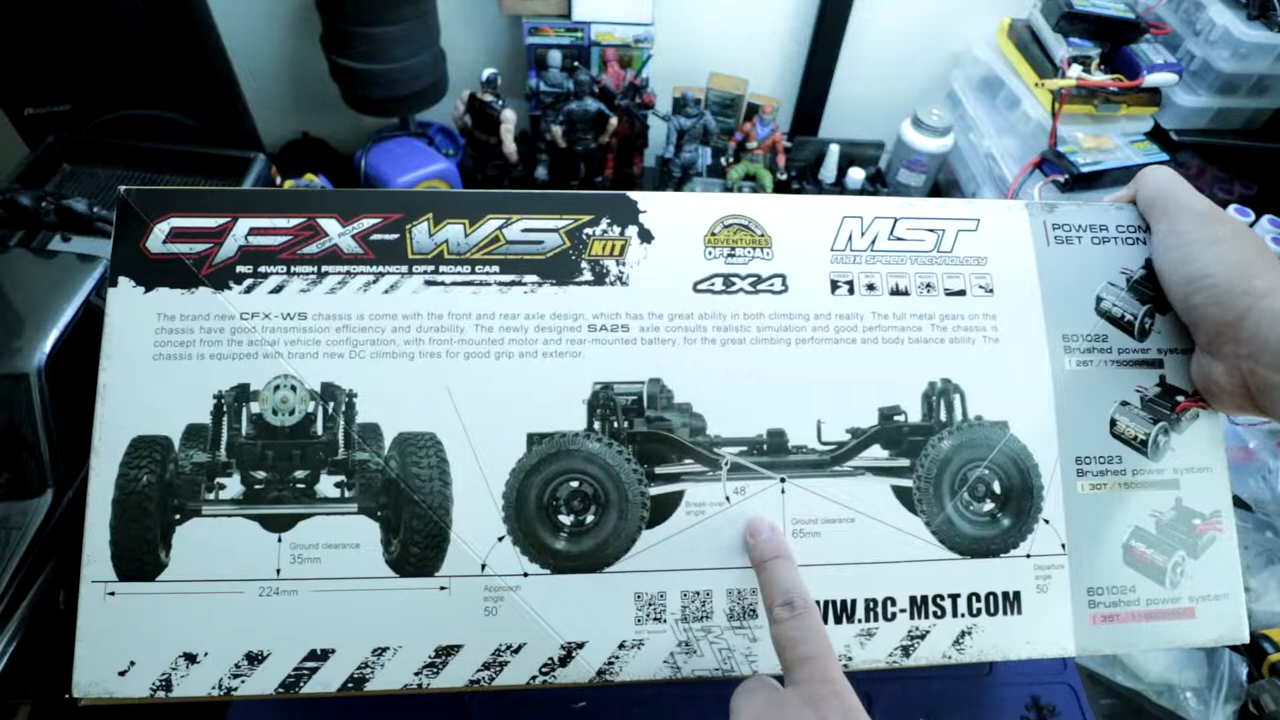 CFX-WS KIT
OFF ROAD
RC 4WD HIGH PERFORMANCE OFF ROAD CAR
ADVENTURES
OFF-ROAD
4X4
MST
MAX SPEED TECHNOLOGY
The brand new CFX-WS chassis is come with the front and rear axle design, which has the great ability in both climbing and reality. The full metal gears on the
chassis have good transmission efficiency and durability. The newly designed SA25 axle consults realistic simulation and good performance. The chassis is
concept from the actual vehicle configuration, with front-mounted motor and rear-mounted battery, for the great climbing performance and body balance ability. The
chassis is equipped with brand new DC climbing tires for good grip and exterior.
Ground clearance
35mm
224mm
Approach
angle
50°
Break-over
angle
48°
Ground clearance
65mm
Departure
angle
50°
WWW.RC-MST.COM
POWER COM
SET OPTION
601022
Brushed power system
26T / 17500RPM
601023
Brushed power system
30T
30T / 15000
601024
Brushed power system
35T